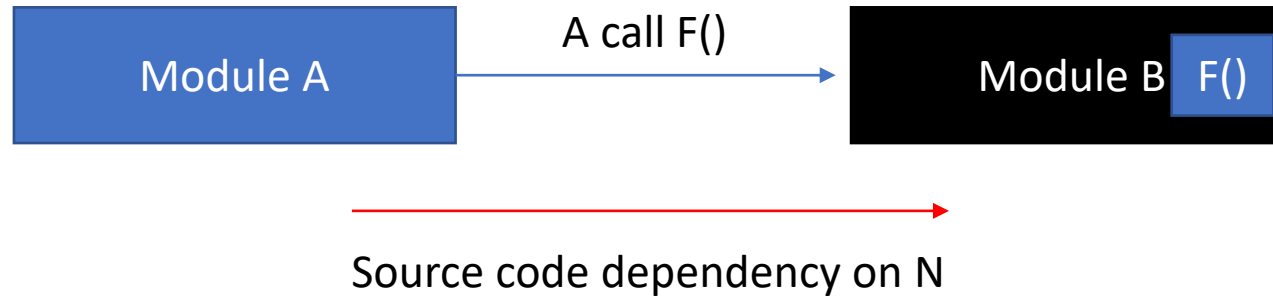 A call F()
Module A
Module B
F()
Source code dependency on N